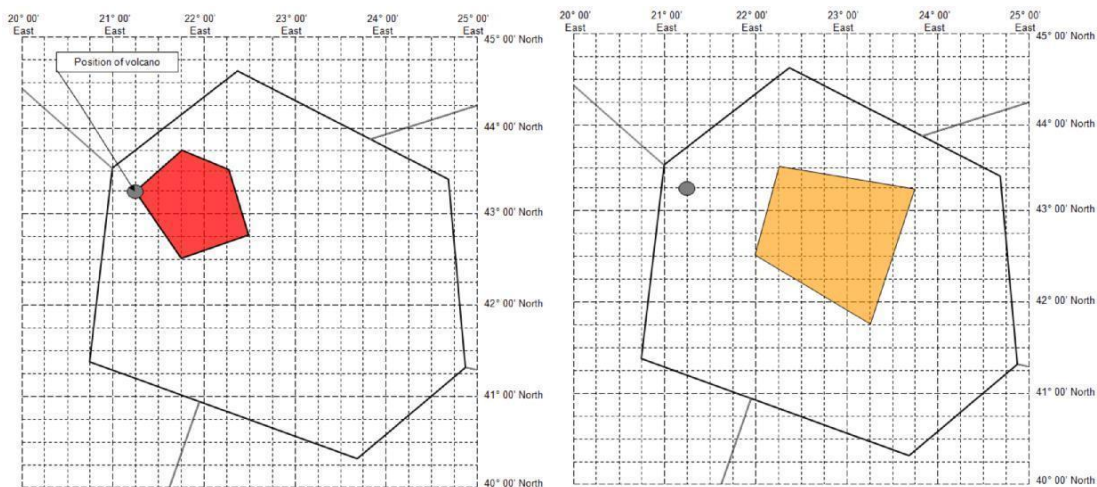 20° 00' 21° 00' 22° 00' 23° 00' 24° 00' 25° 00'
East East East East East East
45° 00' North
Position of volcano
44° 00' North
43° 00' North
42° 00' North
41° 00' North
40° 00' North
20° 00' 21° 00' 22° 00' 23° 00' 24° 00' 25° 00'
East East East East East East
45° 00' North
44° 00' North
43° 00' North
42° 00' North
41° 00' North
40° 00' North